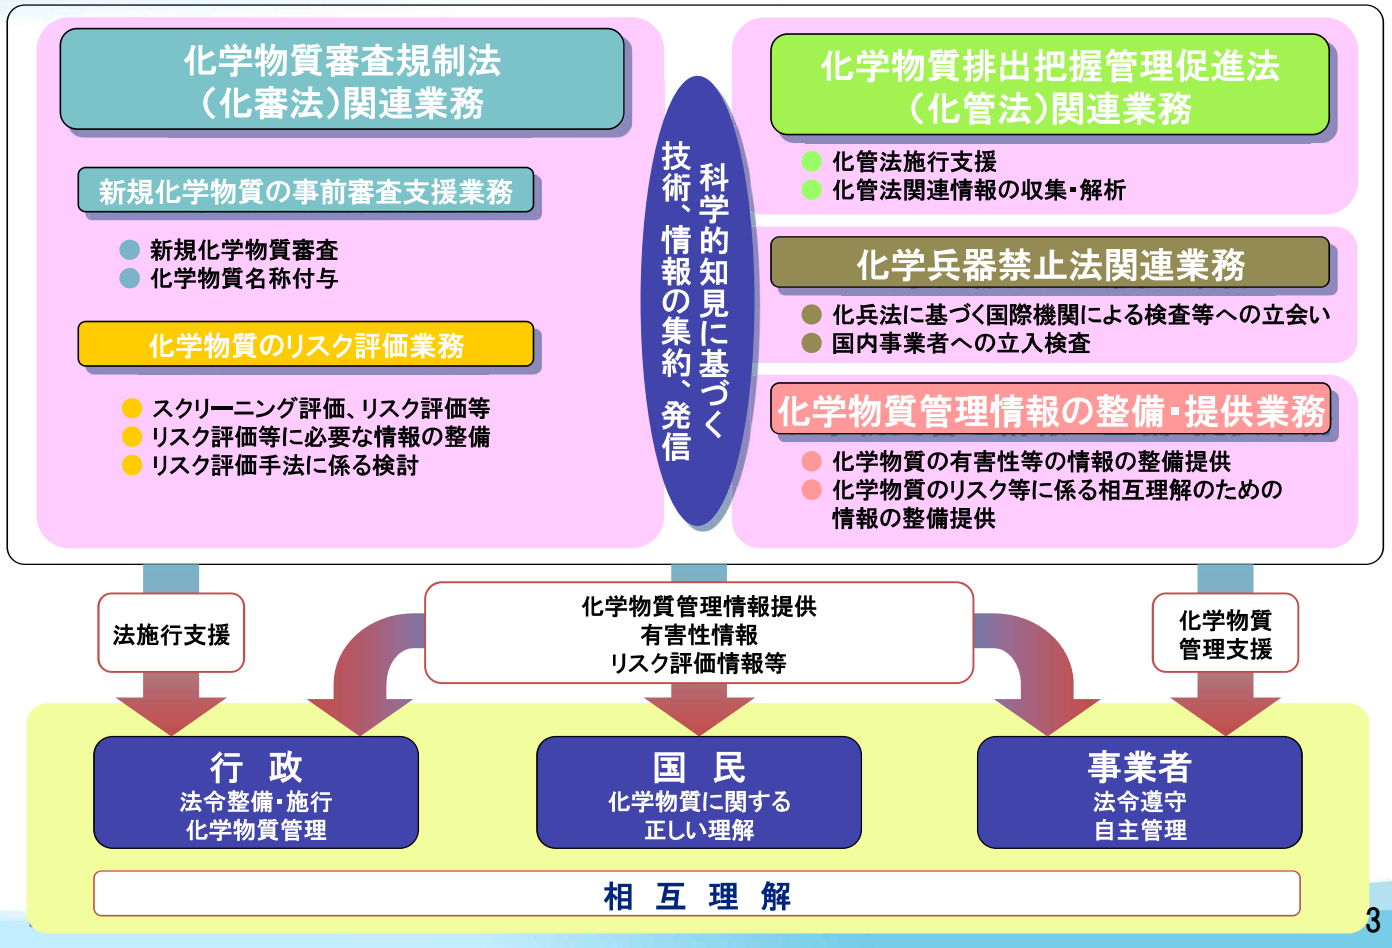 化学物質審査規制法
（化審法）関連業務
新規化学物質の事前審査支援業務
● 新規化学物質審査
● 化学物質名称付与
化学物質のリスク評価業務
● スクリーニング評価、リスク評価等
● リスク評価等に必要な情報の整備
● リスク評価手法に係る検討
科学的知見に基づく
技術、情報の集約、発信
化学物質排出把握管理促進法
（化管法）関連業務
● 化管法施行支援
● 化管法関連情報の収集・解析
化学兵器禁止法関連業務
● 化兵法に基づく国際機関による検査等への立会い
● 国内事業者への立入検査
化学物質管理情報の整備・提供業務
● 化学物質の有害性等の情報の整備提供
● 化学物質のリスク等に係る相互理解のための
情報の整備提供
法施行支援
化学物質管理情報提供
有害性情報
リスク評価情報等
化学物質
管理支援
行 政
法令整備・施行
化学物質管理
国 民
化学物質に関する
正しい理解
事業者
法令遵守
自主管理
相 互 理 解
3